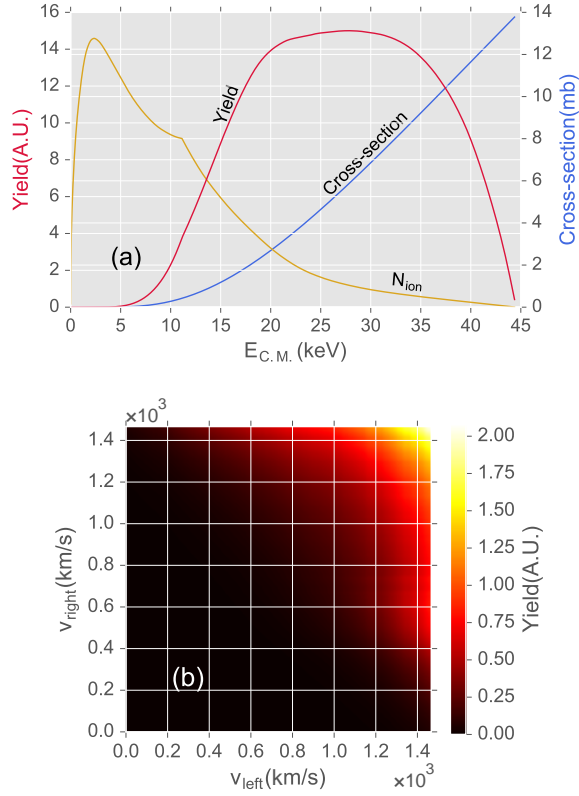 16
14
12
10
8
6
4
2
0
Yield(A.U.)
14
12
10
8
6
4
2
0
Cross-section(mb)
Yield
Cross-section
N_ion
(a)
0 5 10 15 20 25 30 35 40 45
E_C.M.(keV)
×10³
1.4
1.2
1.0
0.8
0.6
0.4
0.2
0.0
v_right(km/s)
(b)
2.00
1.75
1.50
1.25
1.00
0.75
0.50
0.25
0.00
Yield(A.U.)
0.0 0.2 0.4 0.6 0.8 1.0 1.2 1.4
v_left(km/s)
×10³